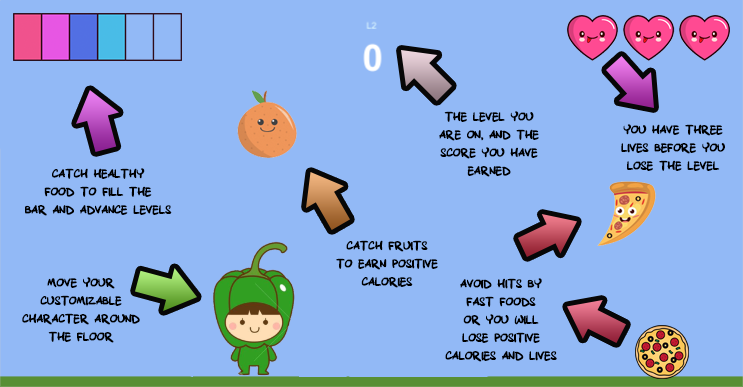 L2
0
THE LEVEL YOU
ARE ON, AND THE
SCORE YOU HAVE
EARNED
YOU HAVE THREE
LIVES BEFORE YOU
LOSE THE LEVEL
CATCH HEALTHY
FOOD TO FILL THE
BAR AND ADVANCE LEVELS
CATCH FRUITS
TO EARN POSITIVE
CALORIES
MOVE YOUR
CUSTOMIZABLE
CHARACTER AROUND
THE FLOOR
AVOID HITS BY
FAST FOODS
OR YOU WILL
LOSE POSITIVE
CALORIES AND LIVES